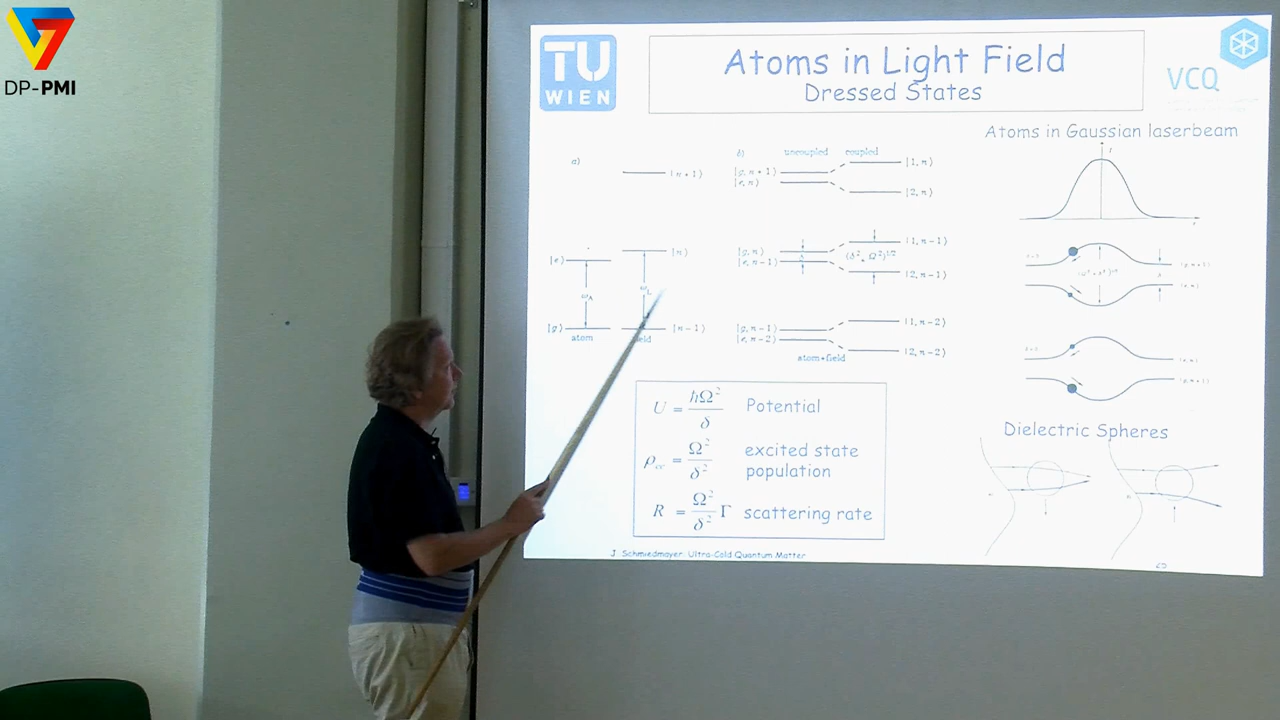 DP-PMI
TU
WIEN
Atoms in Light Field
Dressed States
VCQ
Atoms in Gaussian laserbeam
a)
b)
uncoupled
coupled
|n+1⟩
|g,n+1⟩
|e,n⟩
|1,n⟩
|2,n⟩
|e⟩
|n⟩
|g,n⟩
|e,n-1⟩
δ
(δ²+Ω²)^1/2
|1,n-1⟩
|2,n-1⟩
ω_A
ω_L
|g⟩
|n-1⟩
atom
field
|g,n-1⟩
|e,n-2⟩
|1,n-2⟩
|2,n-2⟩
atom+field
U = ħΩ²/δ Potential
ρ_ee = Ω²/δ² excited state
population
R = Ω²/δ² Γ scattering rate
Dielectric Spheres
J. Schmiedmayer: Ultra-Cold Quantum Matter